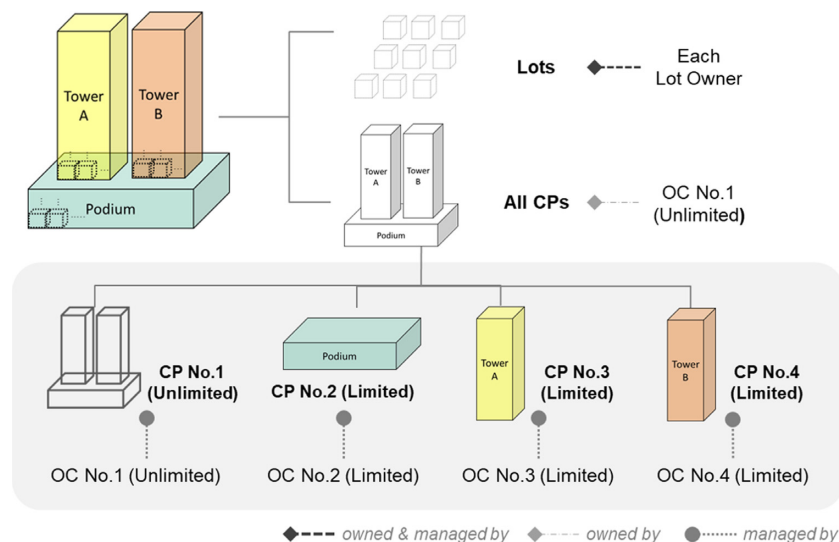 Tower
A
Tower
B
Podium
Lots
Each
Lot Owner
Tower
A
Tower
B
Podium
All CPs
OC No.1
(Unlimited)
CP No.1
(Unlimited)
Podium
CP No.2 (Limited)
Tower
A
CP No.3
(Limited)
Tower
B
CP No.4
(Limited)
OC No.1 (Unlimited)
OC No.2 (Limited)
OC No.3 (Limited)
OC No.4 (Limited)
owned & managed by
owned by
managed by